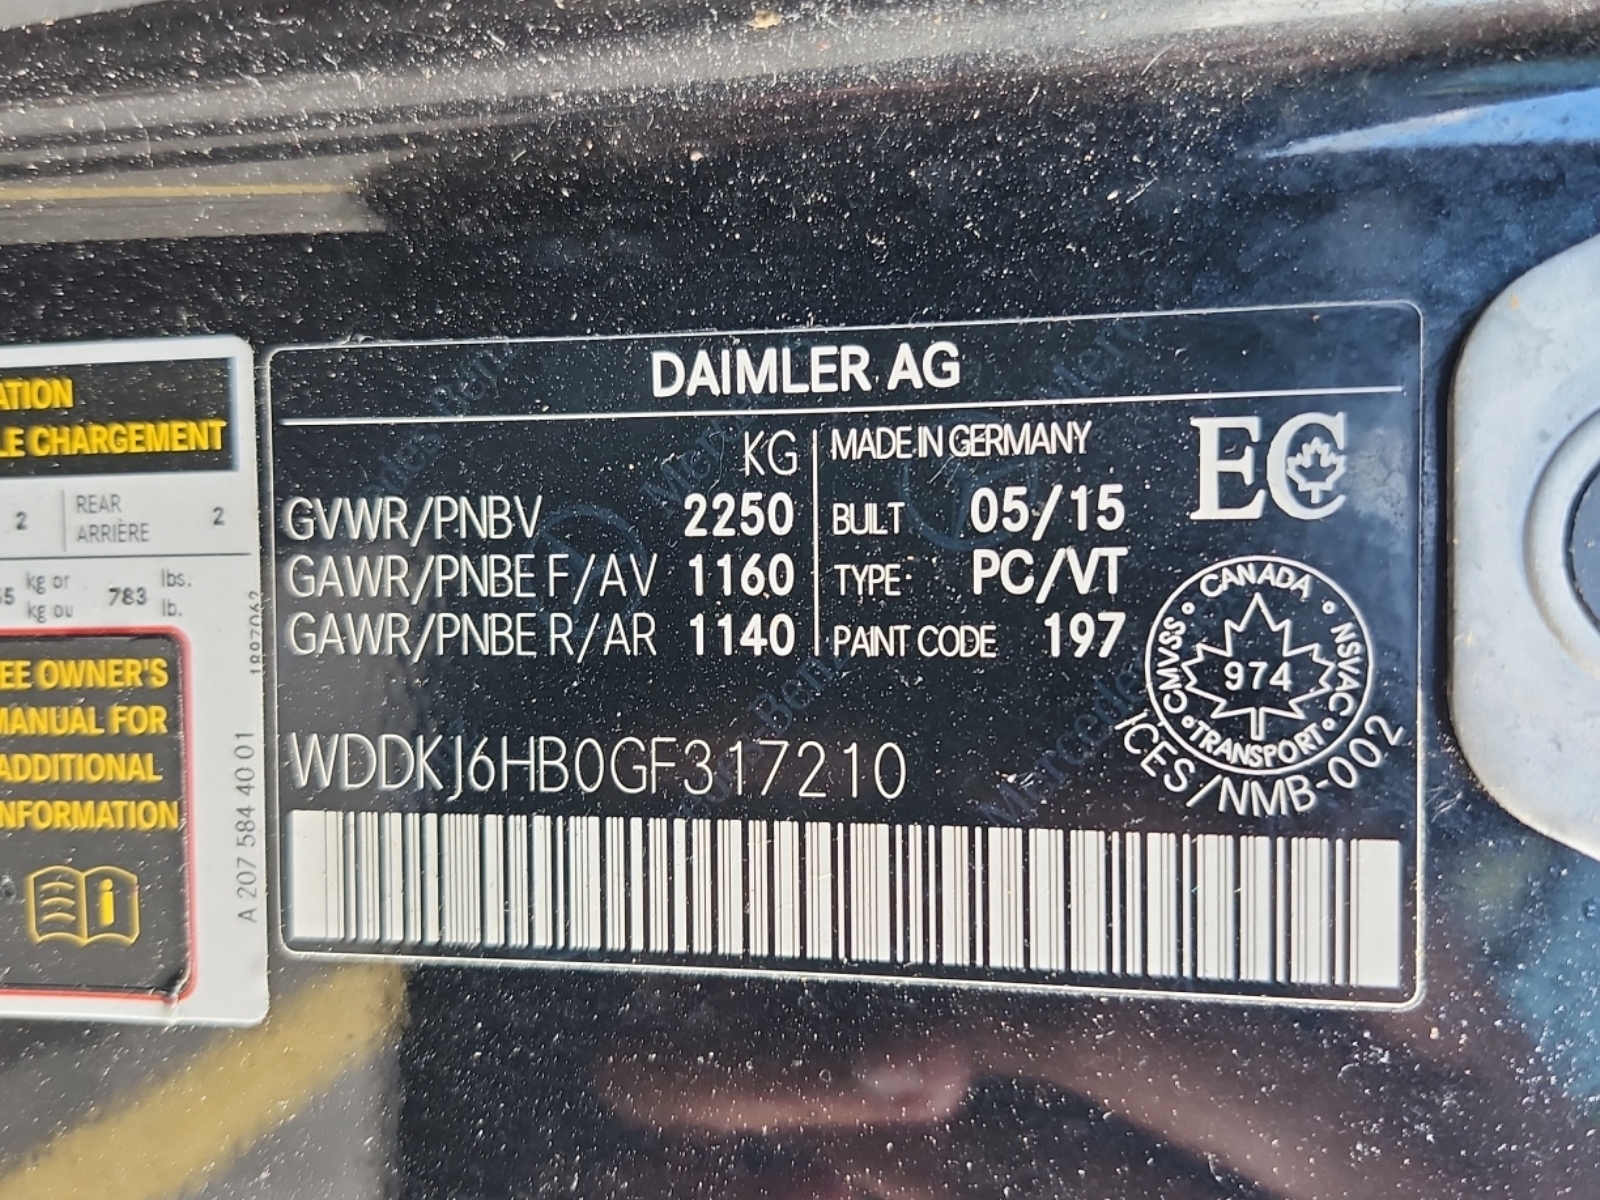 ATION
LE CHARGEMENT
2 REAR ARRIÈRE 2
5 kg or kg ou 783 lbs. lb.
EE OWNER'S
MANUAL FOR
ADDITIONAL
NFORMATION
A 207 584 40 01
DAIMLER AG
KG
GVWR/PNBV 2250
GAWR/PNBE F/AV 1160
GAWR/PNBE R/AR 1140
MADE IN GERMANY
BUILT 05/15
TYPE PC/VT
PAINT CODE 197
EC
CANADA
CMVSS NSVAC
974
TRANSPORT
ICES/NMB-002
WDDKJ6HB0GF317210